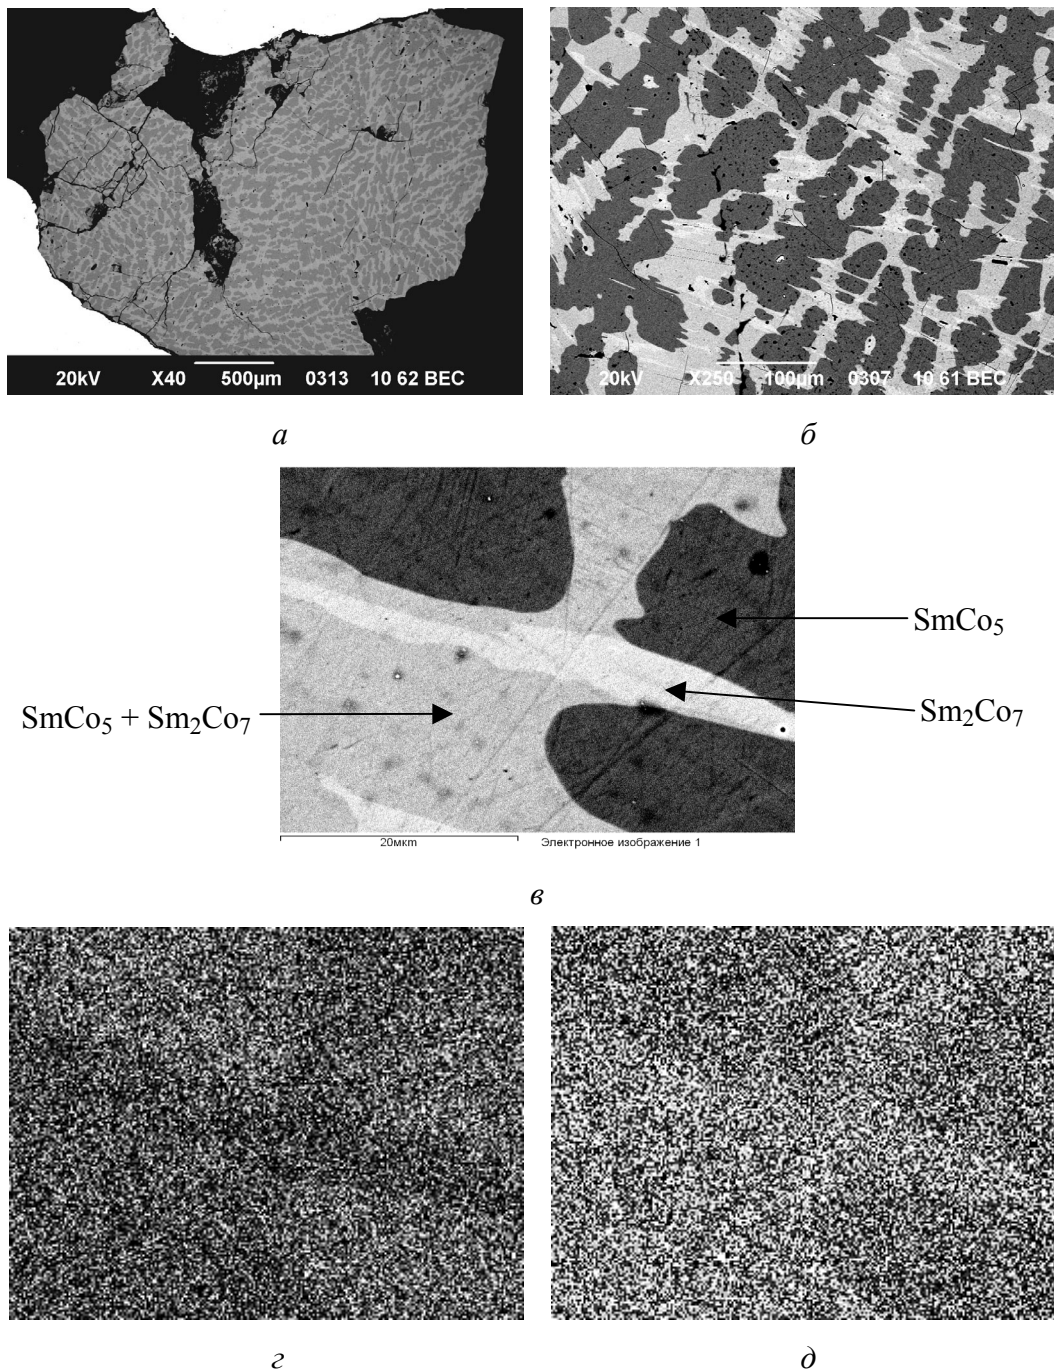 20kV X40 500µm 0313 10 62 BEC
20kV X250 100µm 0307 10 61 BEC
а
б
SmCo5
SmCo5 + Sm2Co7
Sm2Co7
20мкm
Электронное изображение 1
в
г
д